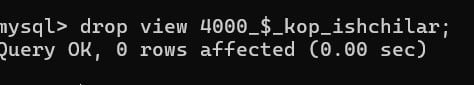 mysql> drop view 4000_$_kop_ishchilar;
Query OK, 0 rows affected (0.00 sec)